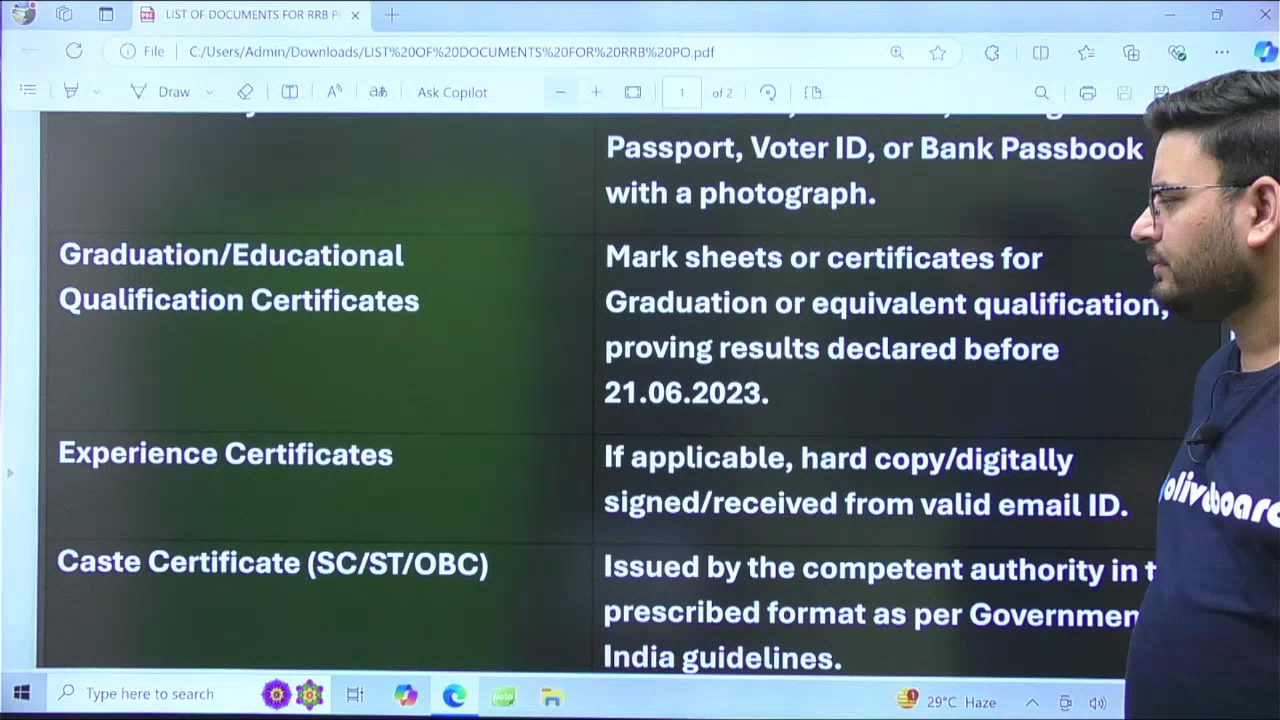 LIST OF DOCUMENTS FOR RRB P
File
C:/Users/Admin/Downloads/LIST%20OF%20DOCUMENTS%20FOR%20RRB%20PO.pdf
Draw
aあ
Ask Copilot
1
of 2
Passport, Voter ID, or Bank Passbook
with a photograph.
Graduation/Educational
Qualification Certificates
Mark sheets or certificates for
Graduation or equivalent qualification,
proving results declared before
21.06.2023.
Experience Certificates
If applicable, hard copy/digitally
signed/received from valid email ID.
Caste Certificate (SC/ST/OBC)
Issued by the competent authority in t
prescribed format as per Governmen
India guidelines.
oliveboard
Type here to search
29°C Haze